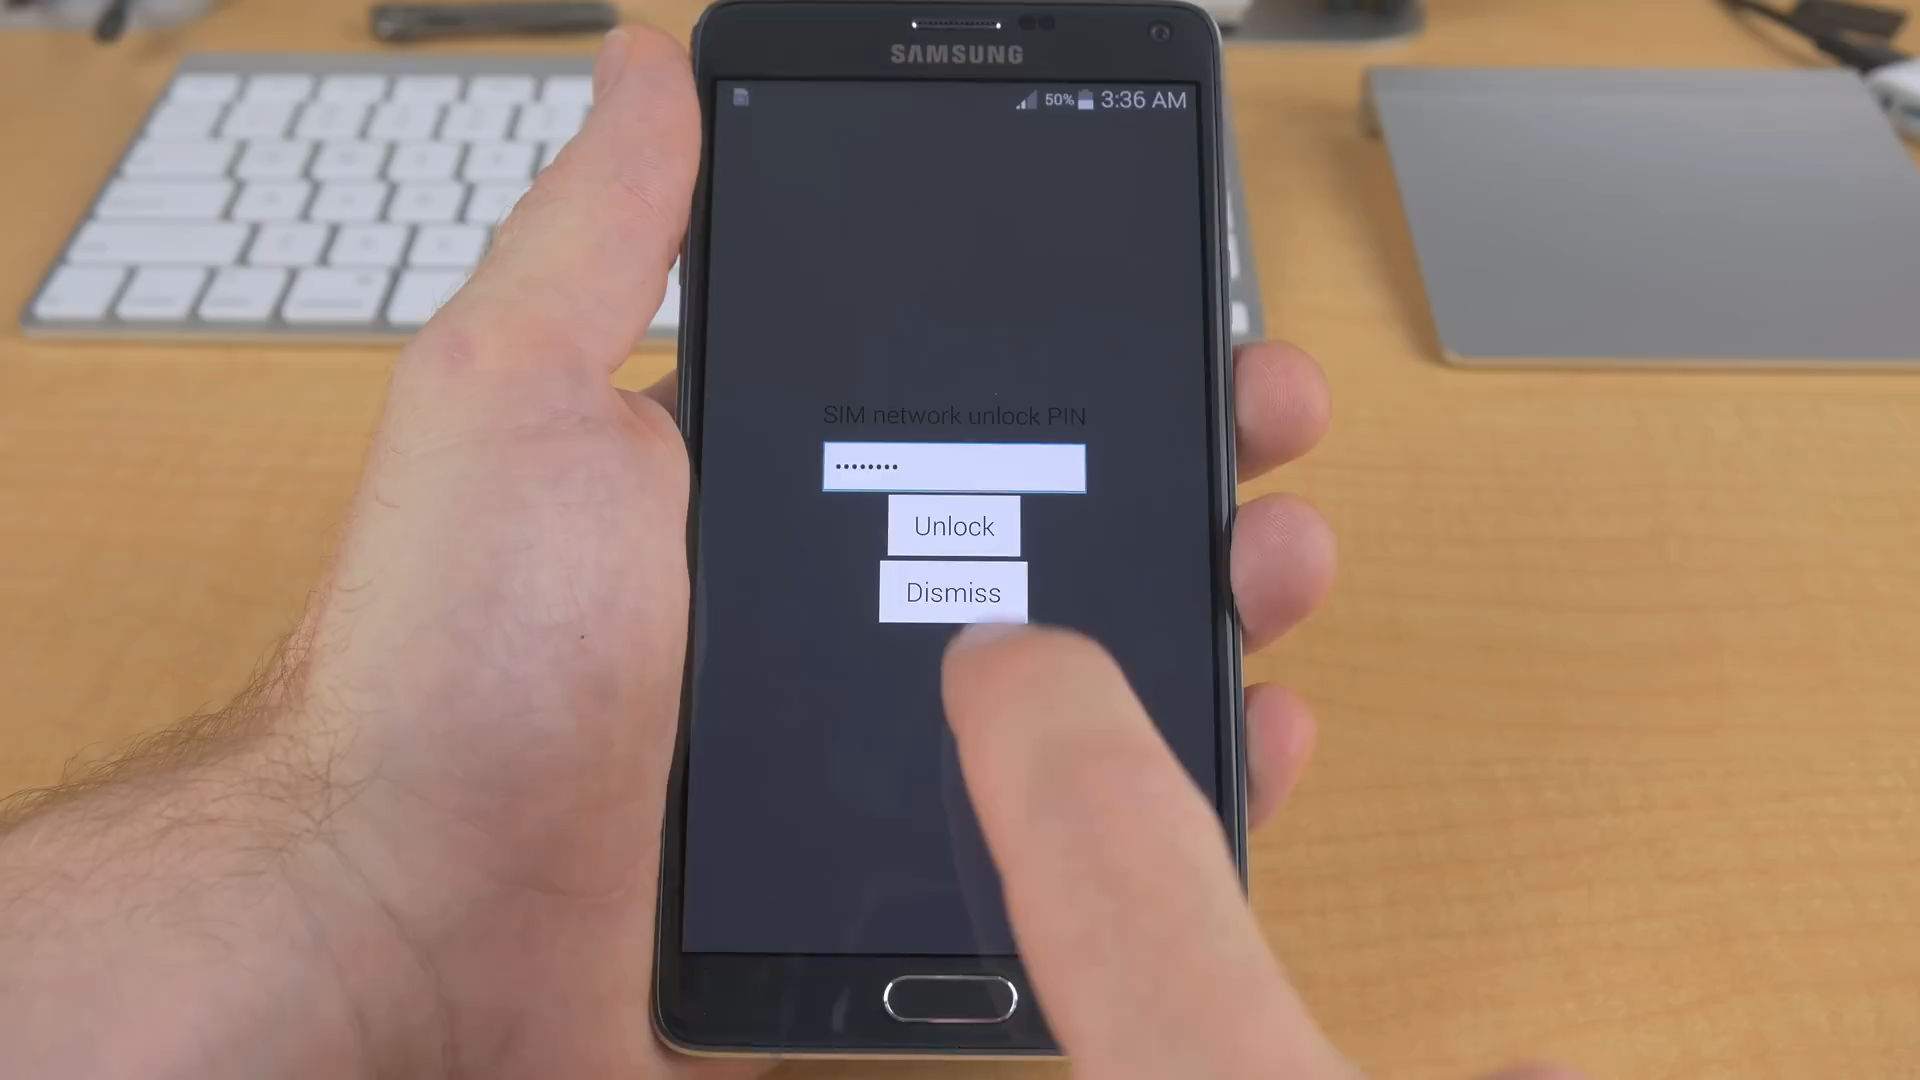 SAMSUNG
50% 3:36 AM
SIM network unlock PIN
••••••••
Unlock
Dismiss